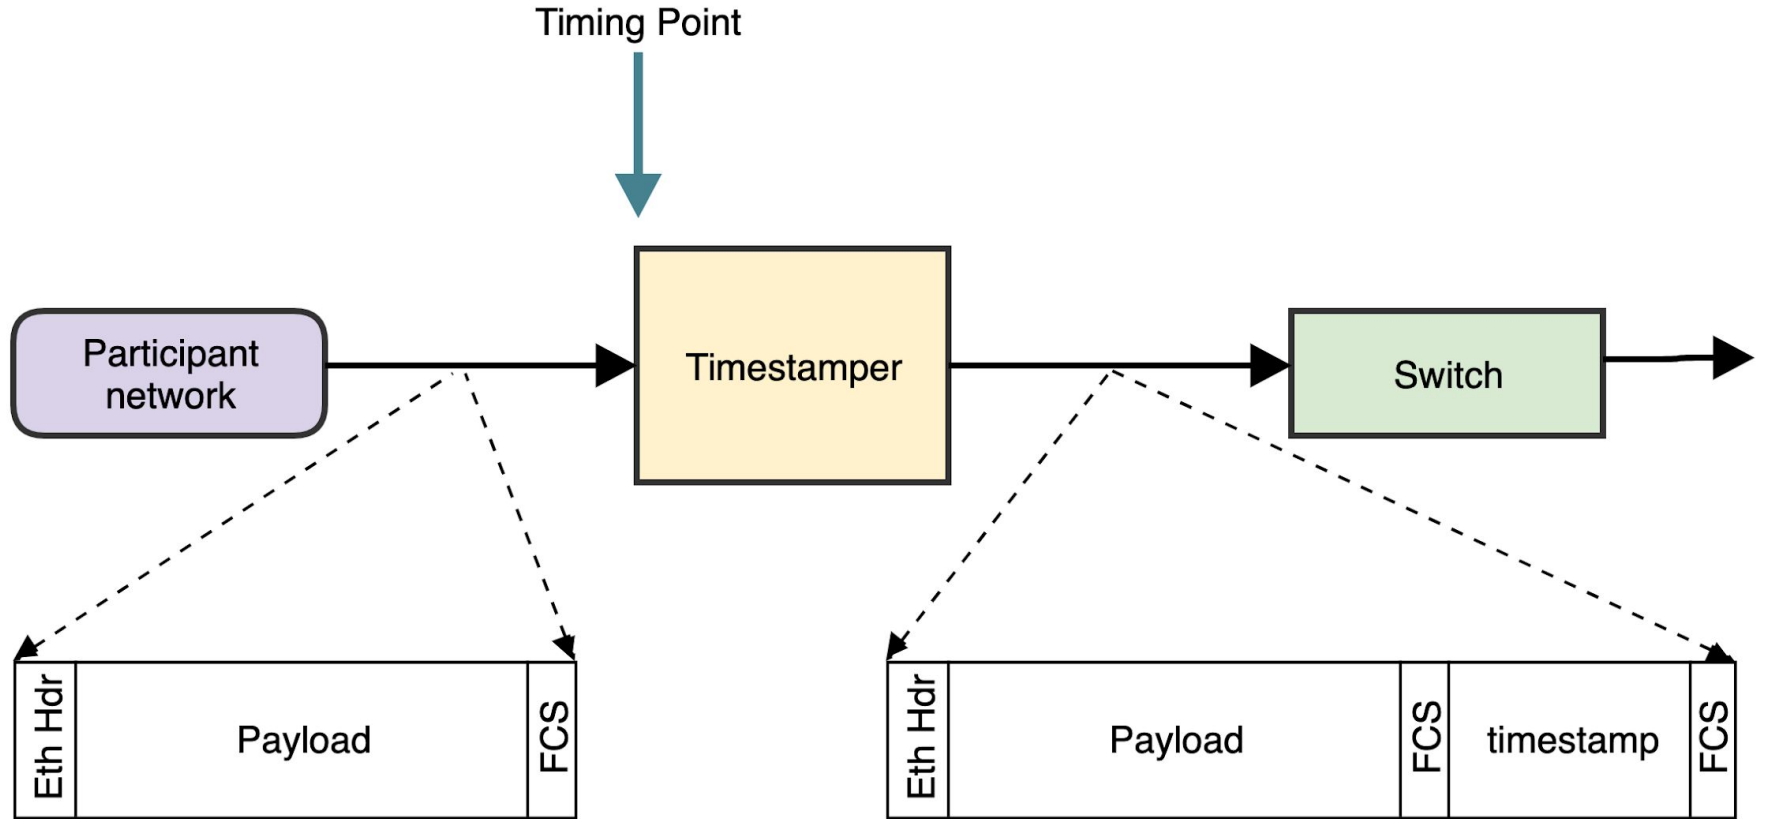 Timing Point
Participant
network
Timestamper
Switch
Eth Hdr
Payload
FCS
Eth Hdr
Payload
FCS
timestamp
FCS